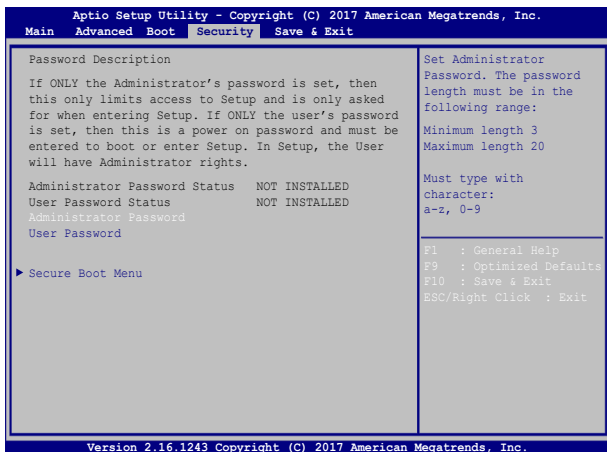 Aptio Setup Utility - Copyright (C) 2017 American Megatrends, Inc.
Main Advanced Boot Security Save & Exit
Password Description
If ONLY the Administrator's password is set, then
this only limits access to Setup and is only asked
for when entering Setup. If ONLY the user's password
is set, then this is a power on password and must be
entered to boot or enter Setup. In Setup, the User
will have Administrator rights.
Administrator Password Status NOT INSTALLED
User Password Status NOT INSTALLED
Administrator Password
User Password
Secure Boot Menu
Set Administrator
Password. The password
length must be in the
following range:
Minimum length 3
Maximum length 20
Must type with
character:
a-z, 0-9
F1 : General Help
F9 : Optimized Defaults
F10 : Save & Exit
ESC/Right Click : Exit
Version 2.16.1243 Copyright (C) 2017 American Megatrends, Inc.